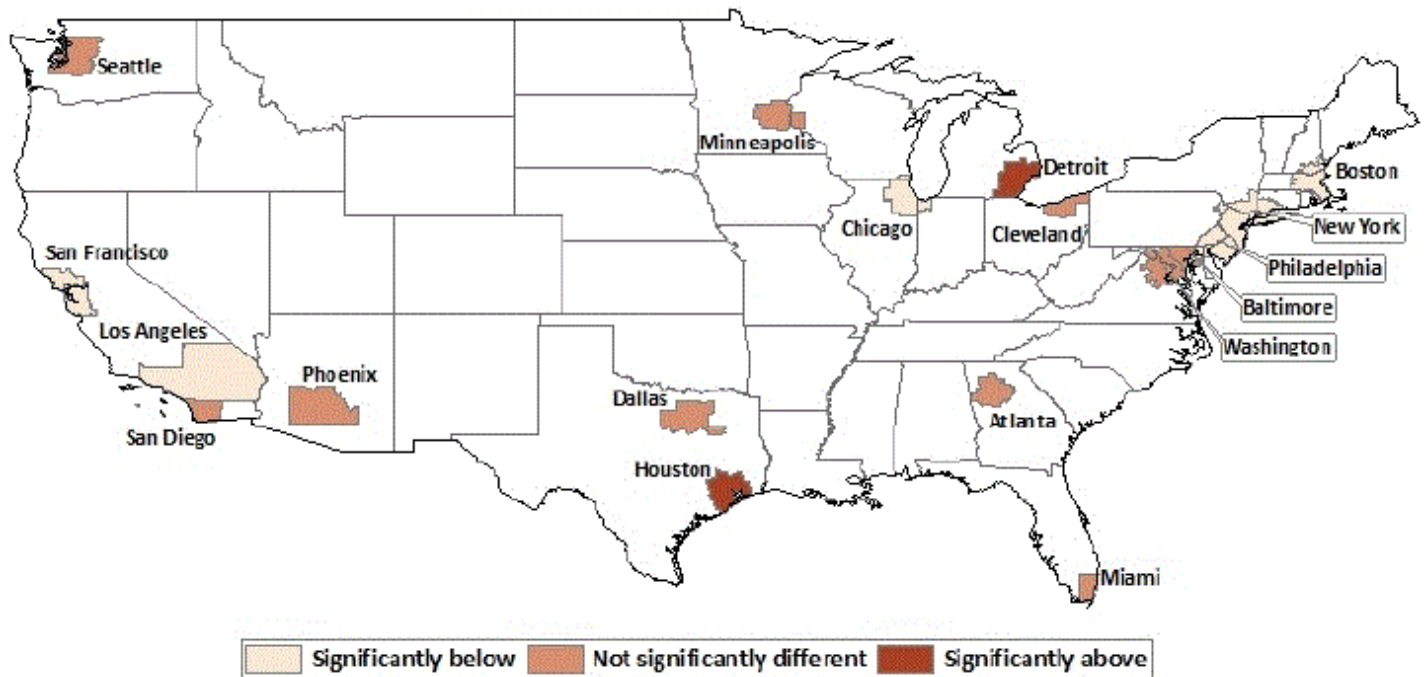 Seattle
Minneapolis
Detroit
Boston
Chicago
Cleveland
New York
San Francisco
Philadelphia
Baltimore
Los Angeles
Washington
Phoenix
Dallas
Atlanta
San Diego
Houston
Miami
Significantly below
Not significantly different
Significantly above